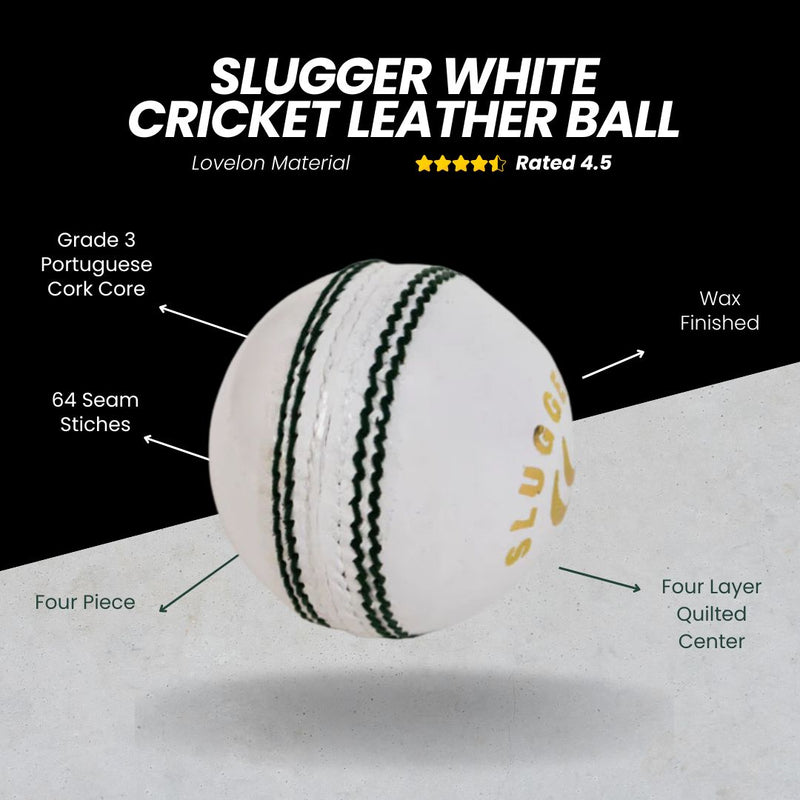 SLUGGER WHITE
CRICKET LEATHER BALL
Lovelon Material
Rated 4.5
Grade 3
Portuguese
Cork Core
Wax
Finished
64 Seam
Stiches
SLUGGE
Four Piece
Four Layer
Quilted
Center